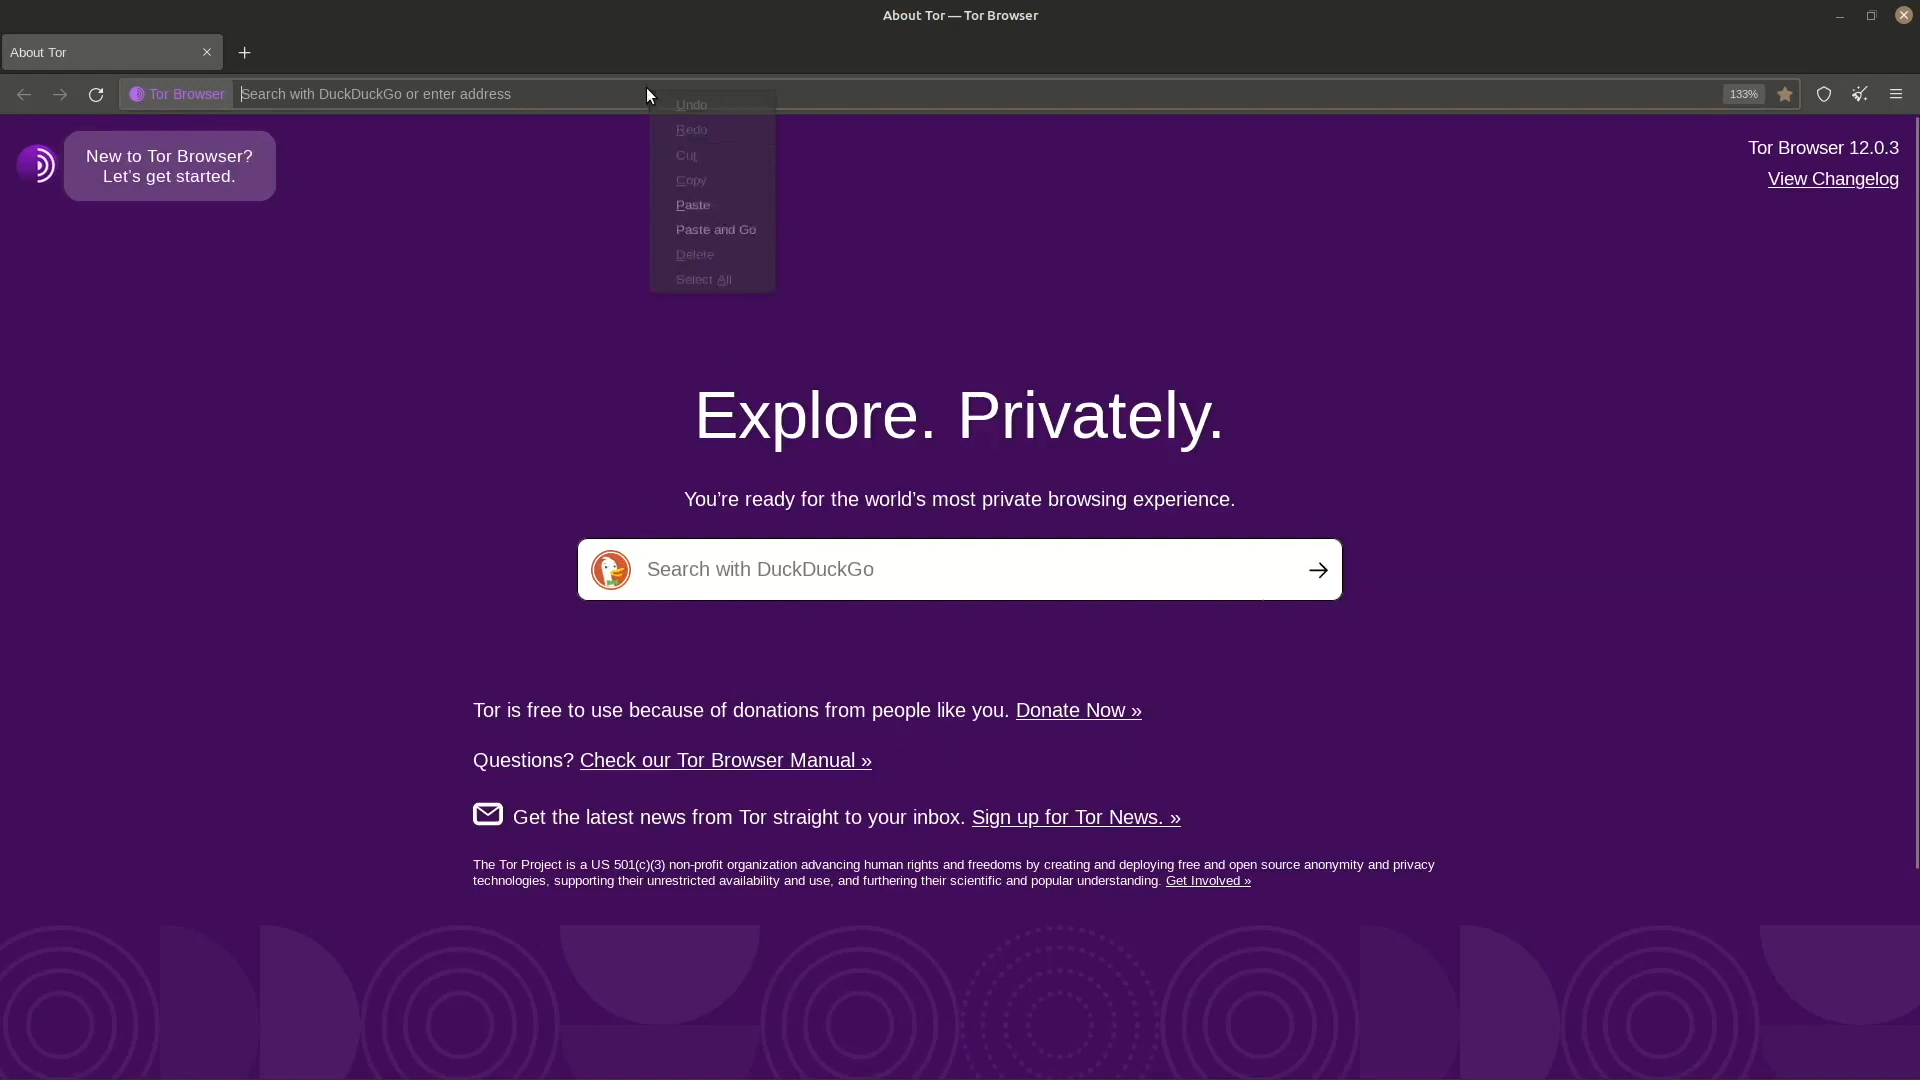 About Tor — Tor Browser
About Tor
Tor Browser
Search with DuckDuckGo or enter address
133%
Undo
Redo
Cut
Copy
Paste
Paste and Go
Delete
Select All
New to Tor Browser?
Let's get started.
Tor Browser 12.0.3
View Changelog
Explore. Privately.
You’re ready for the world’s most private browsing experience.
Search with DuckDuckGo
Tor is free to use because of donations from people like you. Donate Now »
Questions? Check our Tor Browser Manual »
Get the latest news from Tor straight to your inbox. Sign up for Tor News. »
The Tor Project is a US 501(c)(3) non-profit organization advancing human rights and freedoms by creating and deploying free and open source anonymity and privacy
technologies, supporting their unrestricted availability and use, and furthering their scientific and popular understanding. Get Involved »